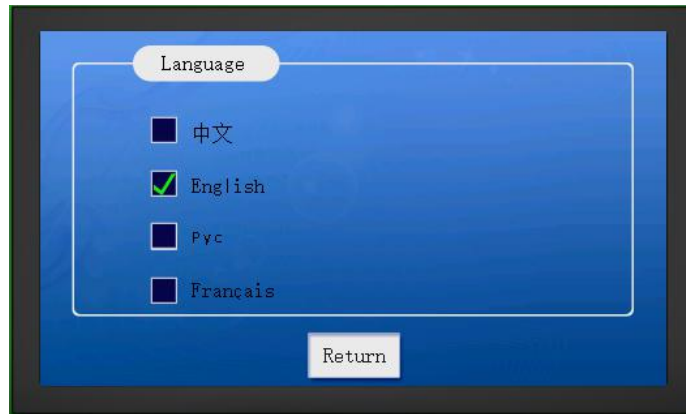 Language
中文
English
Рус
Français
Return